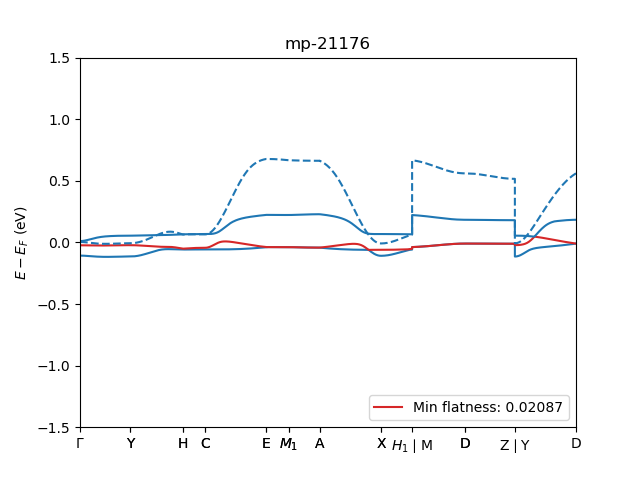 mp-21176
E − E_F (eV)
1.5
1.0
0.5
0.0
−0.5
−1.0
−1.5
Min flatness: 0.02087
Γ Y H C E M₁ A X H₁ | M D Z | Y D